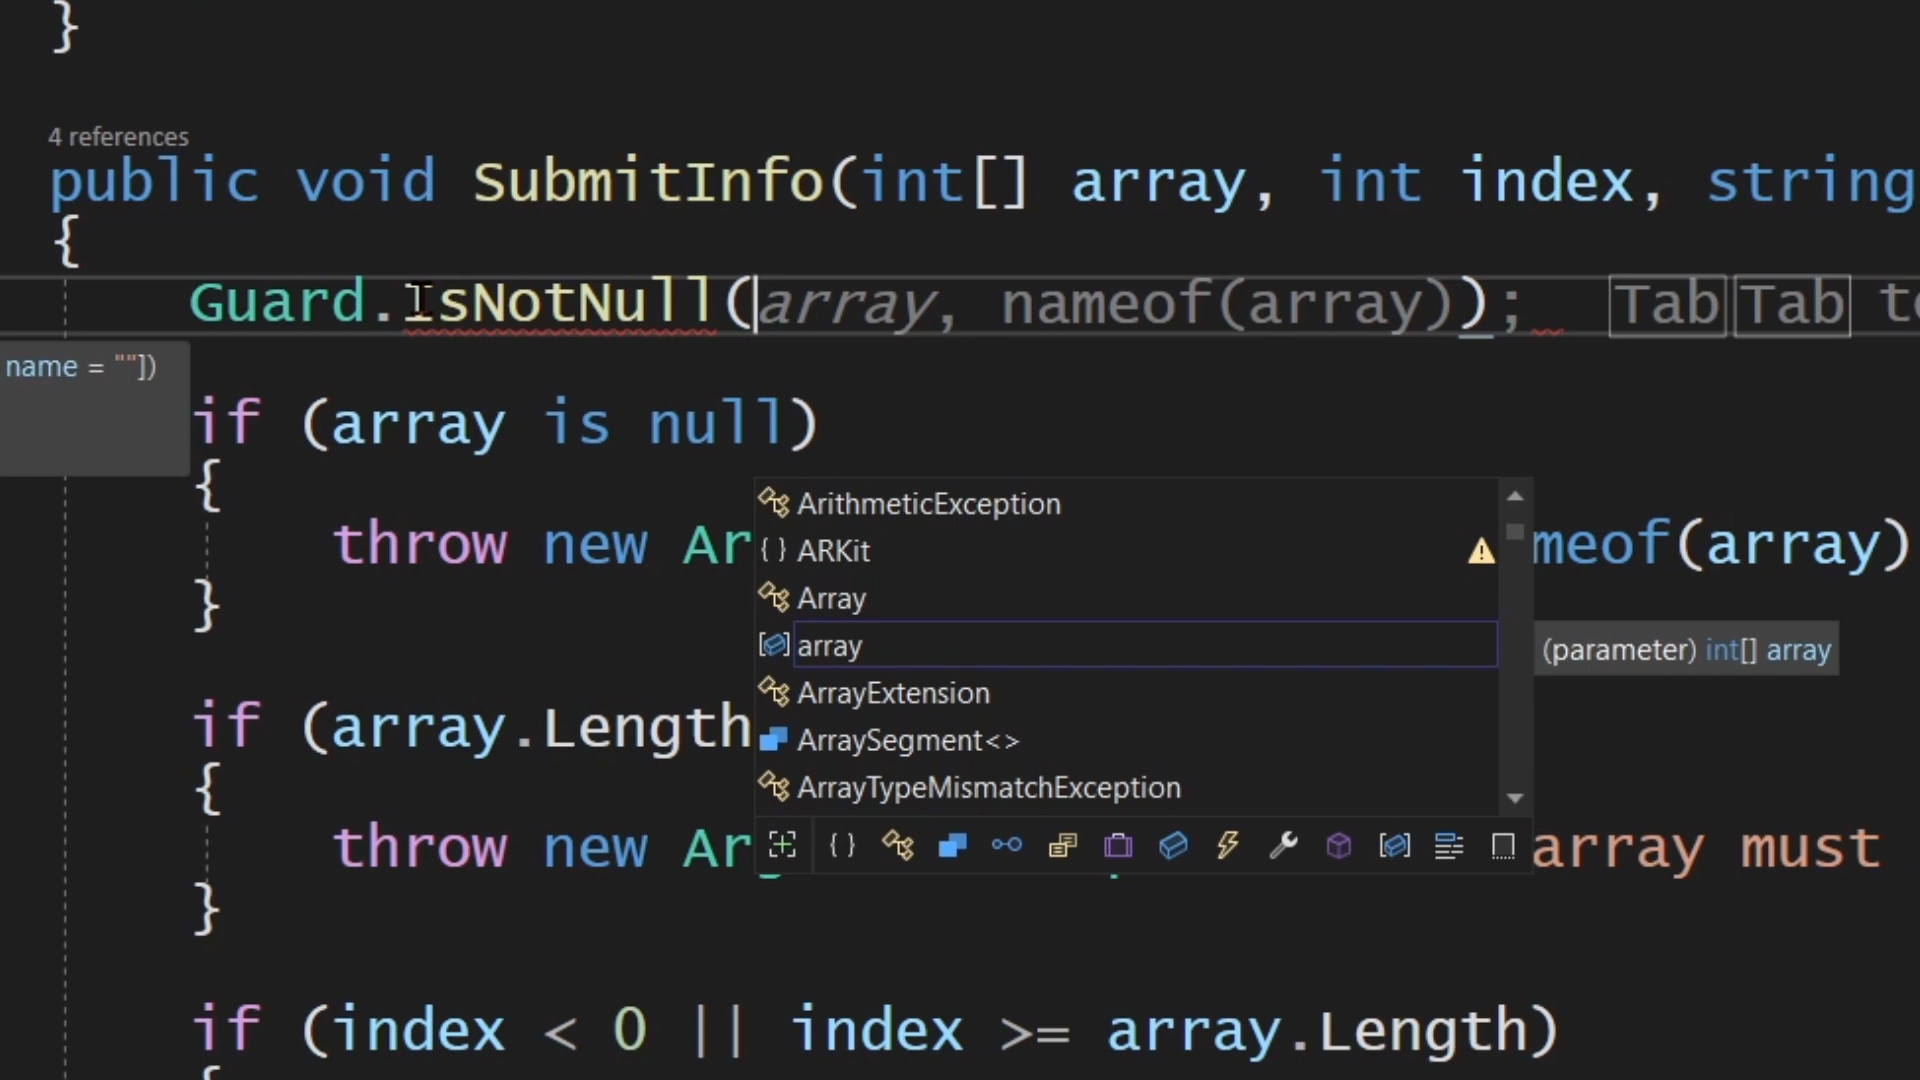 }
4 references
public void SubmitInfo(int[] array, int index, string
{
Guard.IsNotNull(array, nameof(array)); Tab Tab to
name = ""])
if (array is null)
{
throw new Ar meof(array)
}
if (array.Length
{
throw new Arg array must
}
if (index < 0 || index >= array.Length)
{
ArithmeticException
{ } ARKit
Array
array
(parameter) int[] array
ArrayExtension
ArraySegment<>
ArrayTypeMismatchException